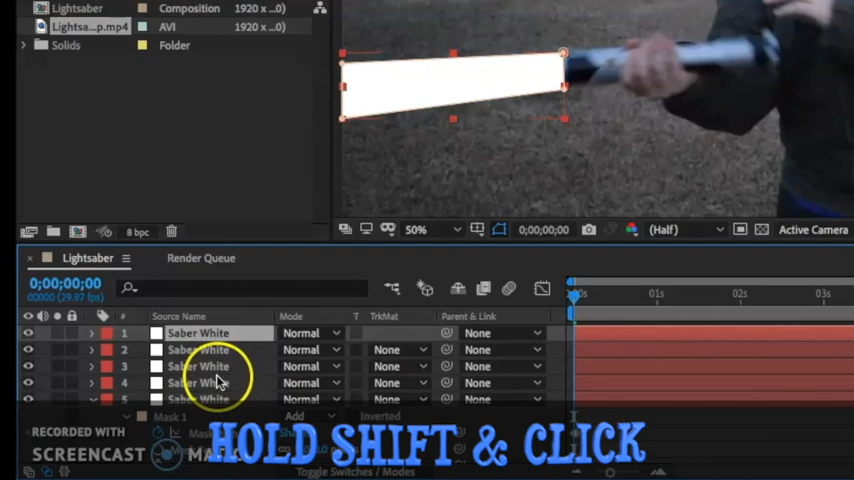 Lightsaber Composition 1920 x ...0)
Lightsa...p.mp4 AVI 1920 x ...0)
Solids Folder
8 bpc
50% 0;00;00;00 (Half) Active Camera
× Lightsaber Render Queue
0;00;00;00
00000 (29.97 fps)
:00s 01s 02s 03s
# Source Name Mode T TrkMat Parent & Link
1 Saber White Normal None
2 Saber White Normal None None
3 Saber White Normal None None
4 Saber White Normal None None
5 Saber White Normal None None
Mask 1 Add Inverted
RECORDED WITH
SCREENCAST
HOLD SHIFT & CLICK
Toggle Switches / Modes